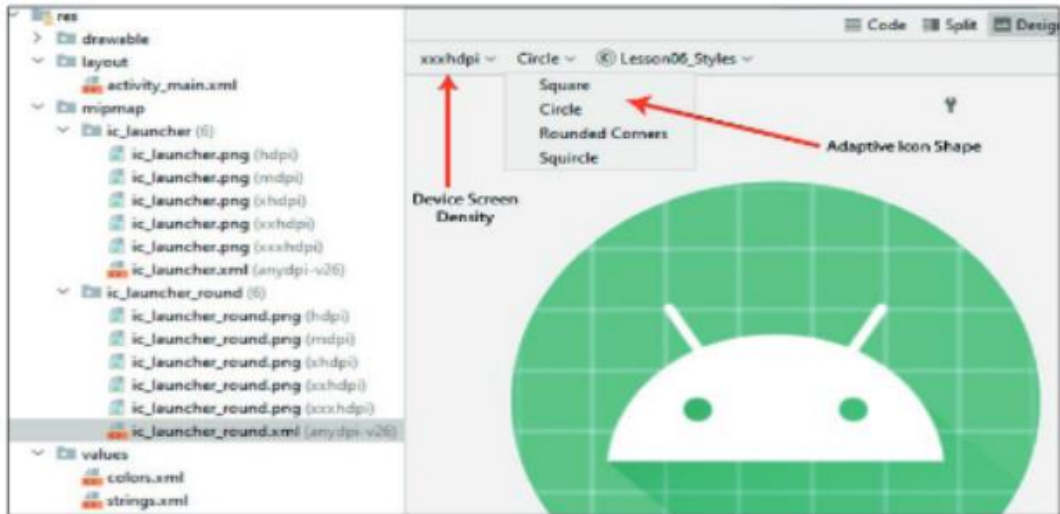 res
drawable
layout
activity_main.xml
mipmap
ic_launcher (6)
ic_launcher.png (hdpi)
ic_launcher.png (mdpi)
ic_launcher.png (xhdpi)
ic_launcher.png (xxhdpi)
ic_launcher.png (xxxhdpi)
ic_launcher.xml (anydpi-v26)
ic_launcher_round (6)
ic_launcher_round.png (hdpi)
ic_launcher_round.png (mdpi)
ic_launcher_round.png (xhdpi)
ic_launcher_round.png (xxhdpi)
ic_launcher_round.png (xxxhdpi)
ic_launcher_round.xml (anydpi-v26)
values
colors.xml
strings.xml
Code Split Desig
xxxhdpi Circle Lesson06_Styles
Square
Circle
Rounded Corners
Squircle
Adaptive Icon Shape
Device Screen
Density